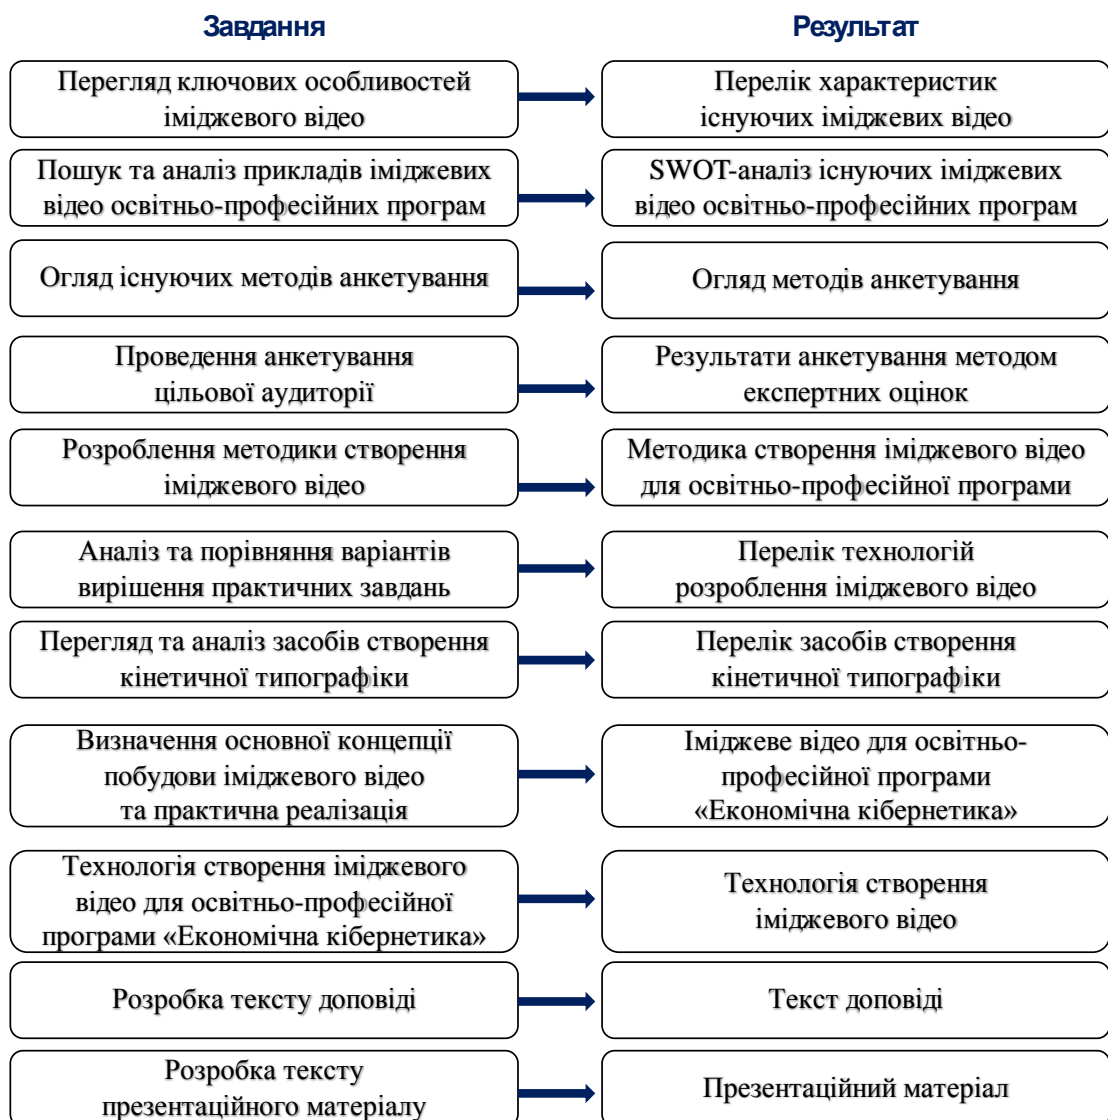 Завдання
Результат
Перегляд ключових особливостей
іміджевого відео
Перелік характеристик
існуючих іміджевих відео
Пошук та аналіз прикладів іміджевих
відео освітньо-професійних програм
SWOT-аналіз існуючих іміджевих
відео освітньо-професійних програм
Огляд існуючих методів анкетування
Огляд методів анкетування
Проведення анкетування
цільової аудиторії
Результати анкетування методом
експертних оцінок
Розроблення методики створення
іміджевого відео
Методика створення іміджевого відео
для освітньо-професійної програми
Аналіз та порівняння варіантів
вирішення практичних завдань
Перелік технологій
розроблення іміджевого відео
Перегляд та аналіз засобів створення
кінетичної типографіки
Перелік засобів створення
кінетичної типографіки
Визначення основної концепції
побудови іміджевого відео
та практична реалізація
Іміджеве відео для освітньо-
професійної програми
«Економічна кібернетика»
Технологія створення іміджевого
відео для освітньо-професійної
програми «Економічна кібернетика»
Технологія створення
іміджевого відео
Розробка тексту доповіді
Текст доповіді
Розробка тексту
презентаційного матеріалу
Презентаційний матеріал